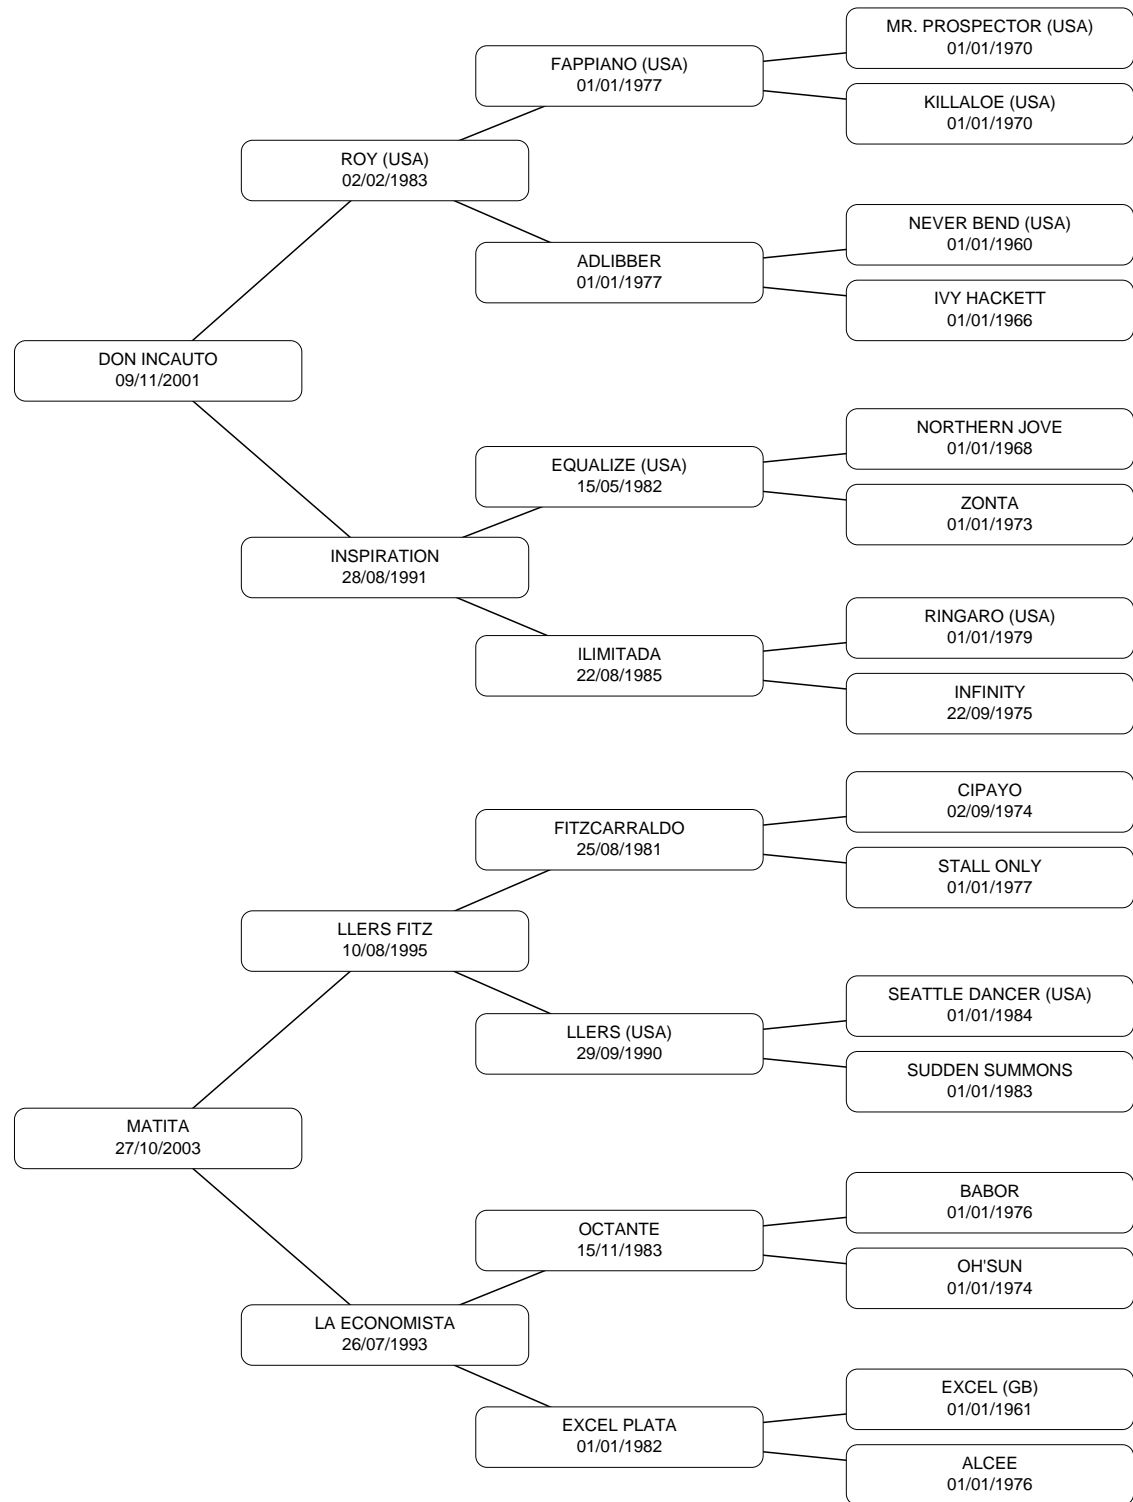 MR. PROSPECTOR (USA)
01/01/1970
FAPPIANO (USA)
01/01/1977
KILLALOE (USA)
01/01/1970
ROY (USA)
02/02/1983
NEVER BEND (USA)
01/01/1960
ADLIBBER
01/01/1977
IVY HACKETT
01/01/1966
DON INCAUTO
09/11/2001
NORTHERN JOVE
01/01/1968
EQUALIZE (USA)
15/05/1982
ZONTA
01/01/1973
INSPIRATION
28/08/1991
RINGARO (USA)
01/01/1979
ILIMITADA
22/08/1985
INFINITY
22/09/1975
CIPAYO
02/09/1974
FITZCARRALDO
25/08/1981
STALL ONLY
01/01/1977
LLERS FITZ
10/08/1995
SEATTLE DANCER (USA)
01/01/1984
LLERS (USA)
29/09/1990
SUDDEN SUMMONS
01/01/1983
MATITA
27/10/2003
BABOR
01/01/1976
OCTANTE
15/11/1983
OH'SUN
01/01/1974
LA ECONOMISTA
26/07/1993
EXCEL (GB)
01/01/1961
EXCEL PLATA
01/01/1982
ALCEE
01/01/1976